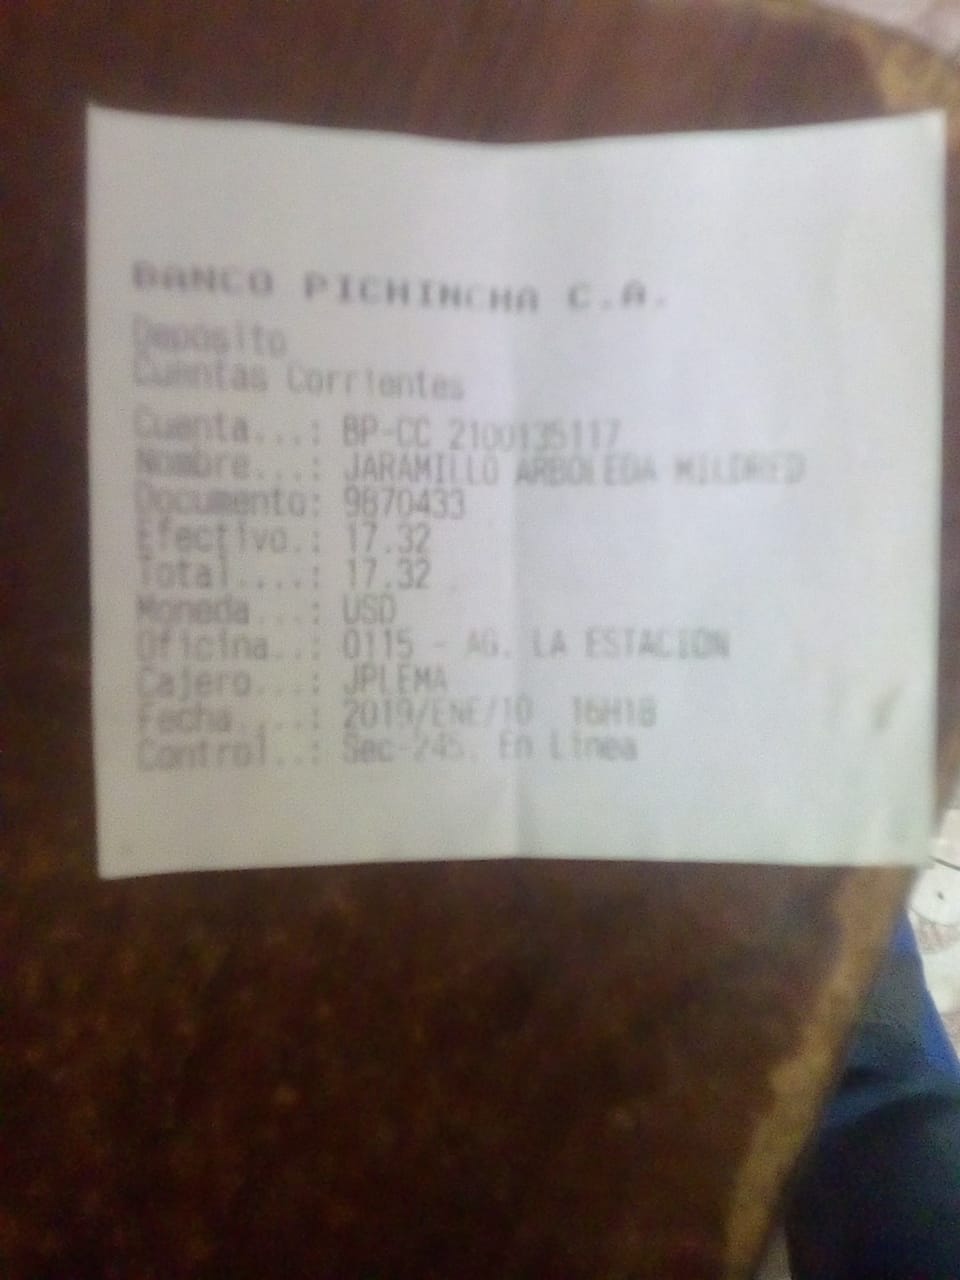 BANCO PICHINCHA C.A.
Deposito
Cuentas Corrientes
Cuenta...: BP-CC 2100135117
Nombre...: JARAMILLO ARBOLEDA MILDRED
Documento: 9870433
Efectivo.: 17.32
Total....: 17.32
Moneda...: USD
Oficina..: 0115 - AG. LA ESTACION
Cajero...: JPLEMA
Fecha....: 2019/ENE/10 16H18
Control..: Sec-245. En Linea